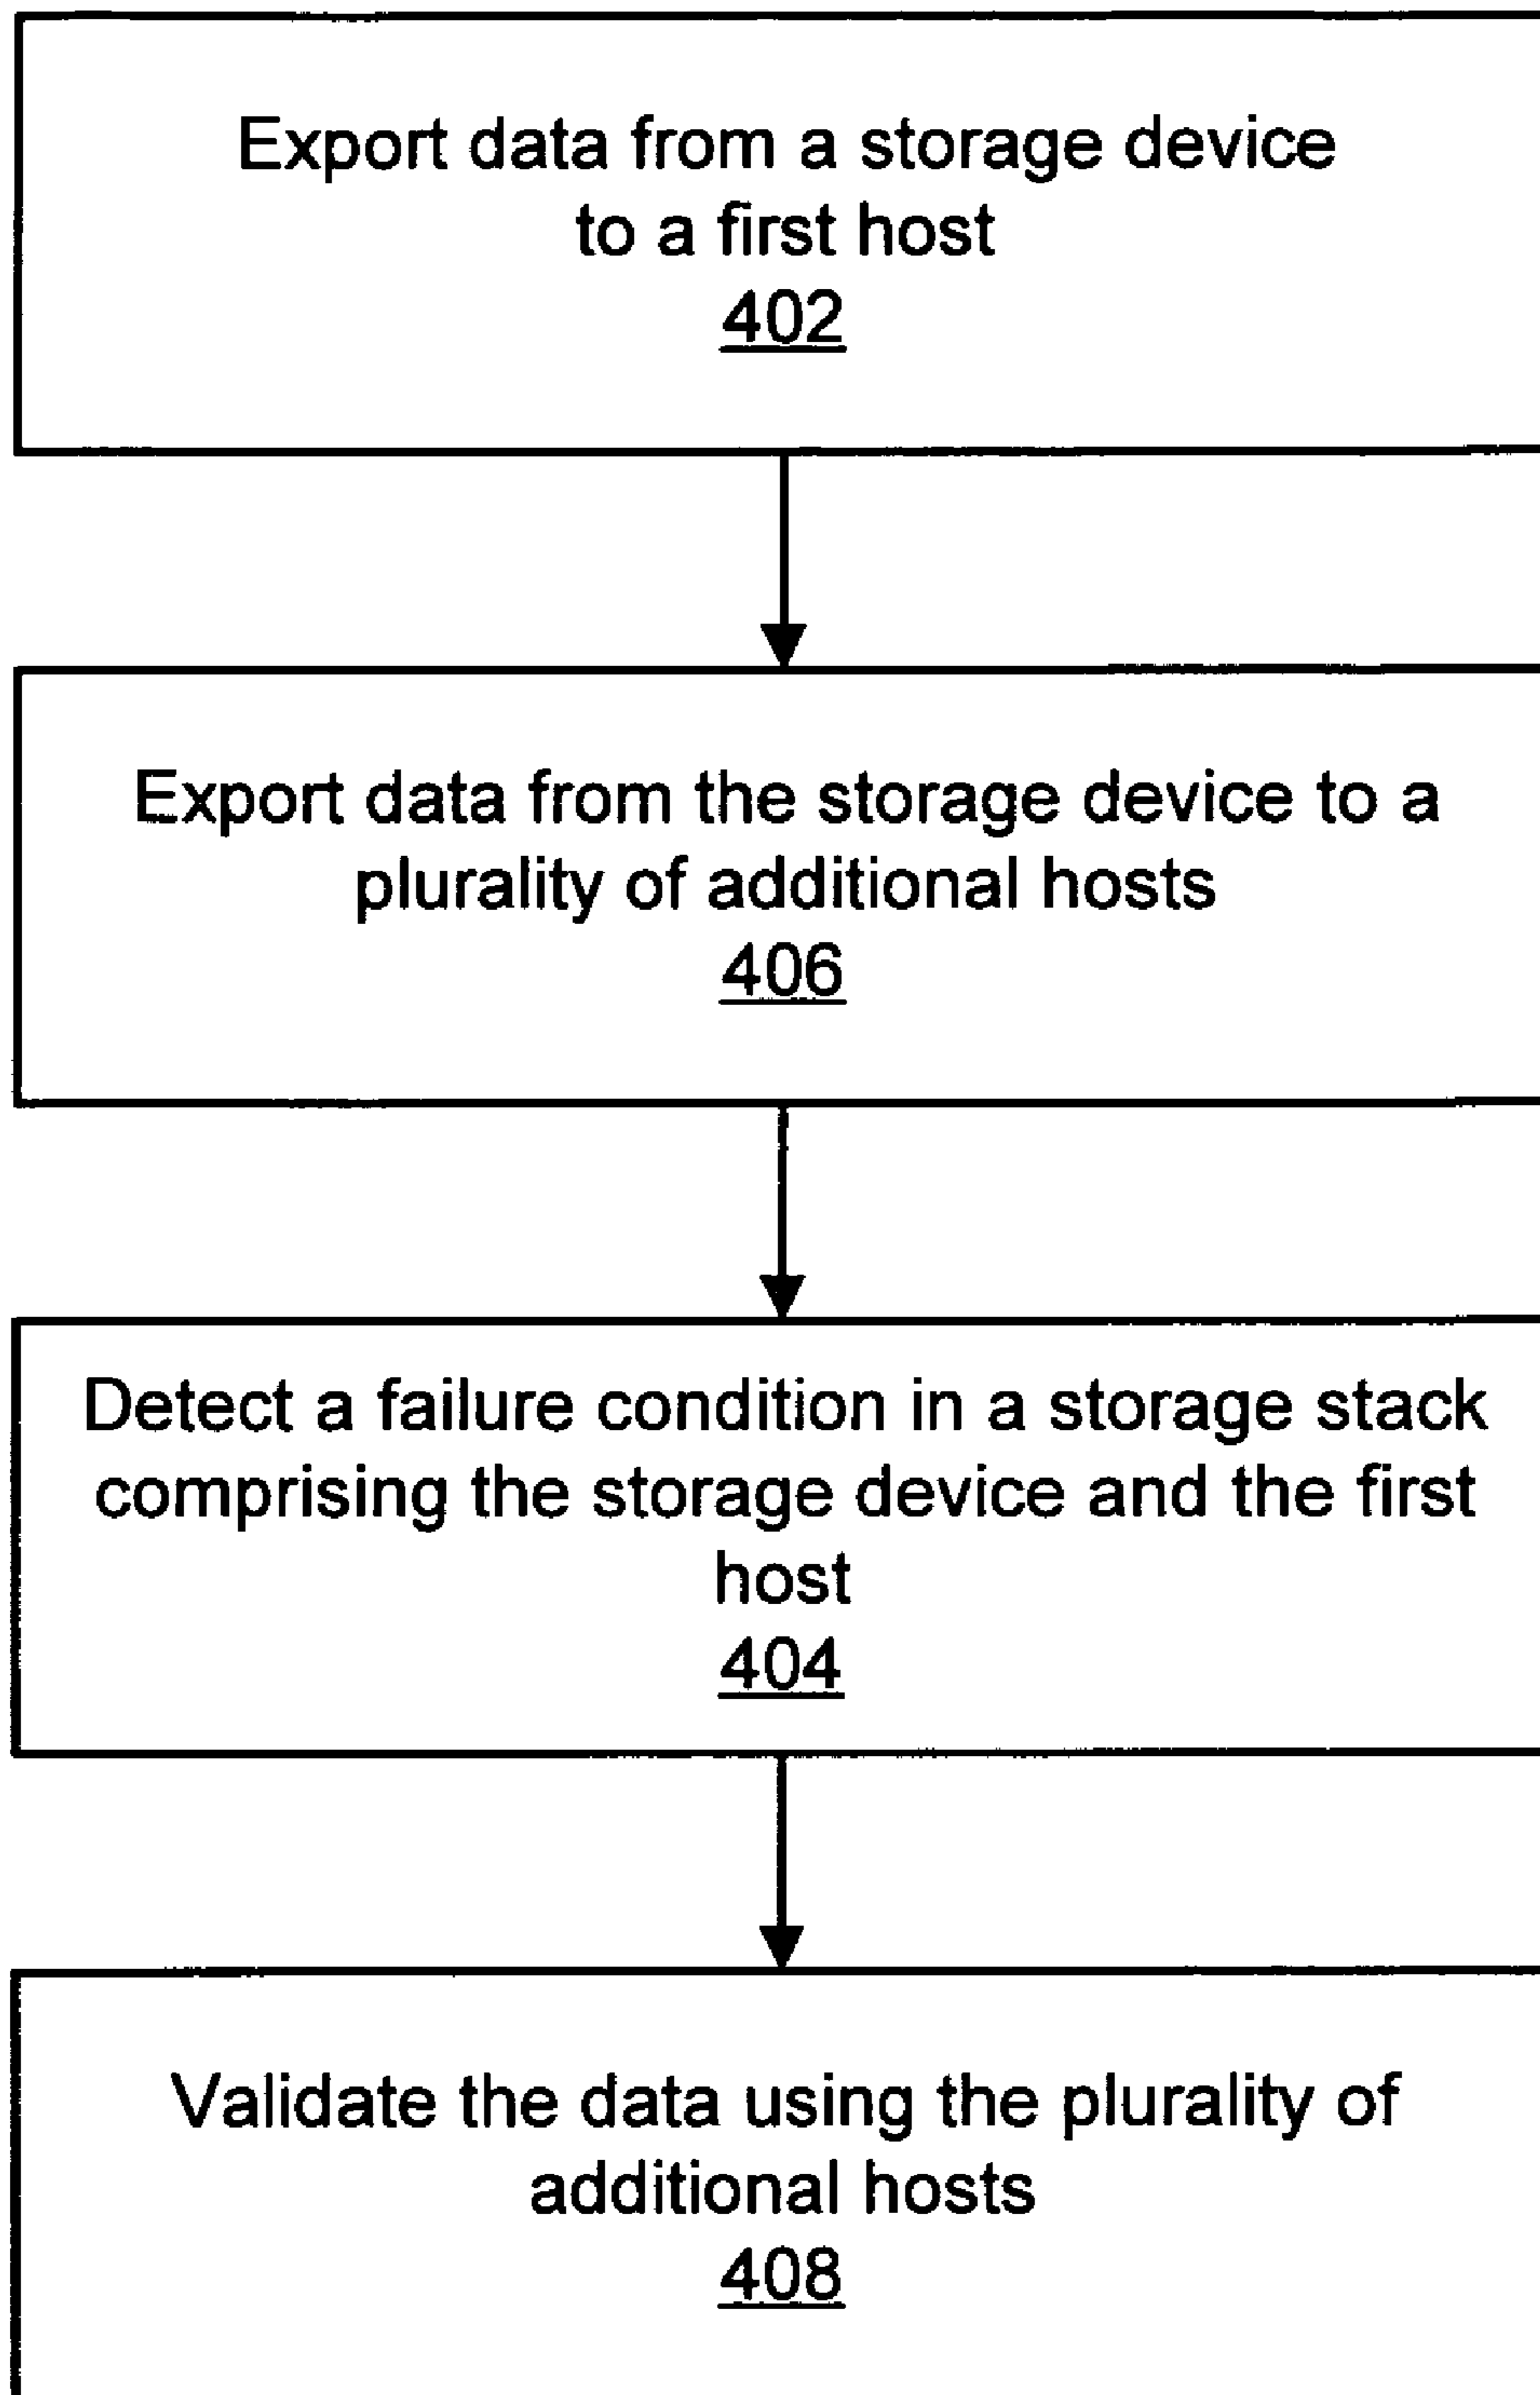 Export data from a storage device
to a first host
402
Export data from the storage device to a
plurality of additional hosts
406
Detect a failure condition in a storage stack
comprising the storage device and the first
host
404
Validate the data using the plurality of
additional hosts
408